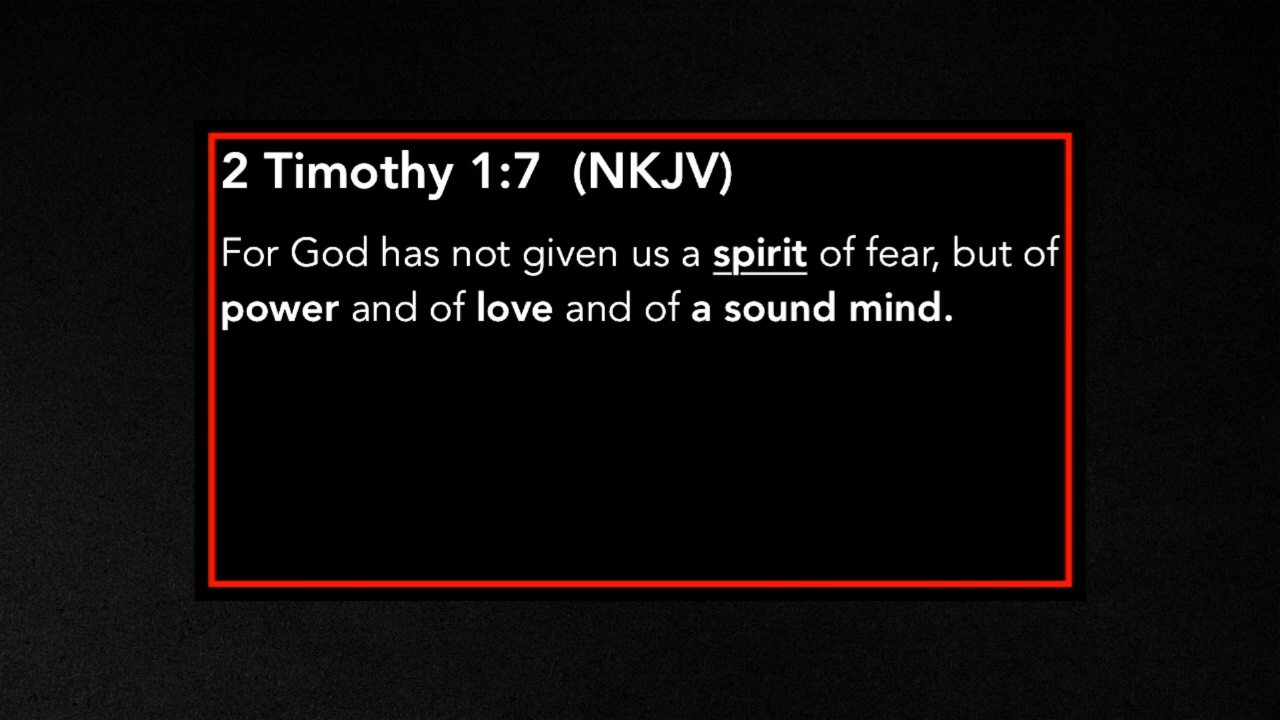 2 Timothy 1:7 (NKJV)
For God has not given us a spirit of fear, but of
power and of love and of a sound mind.